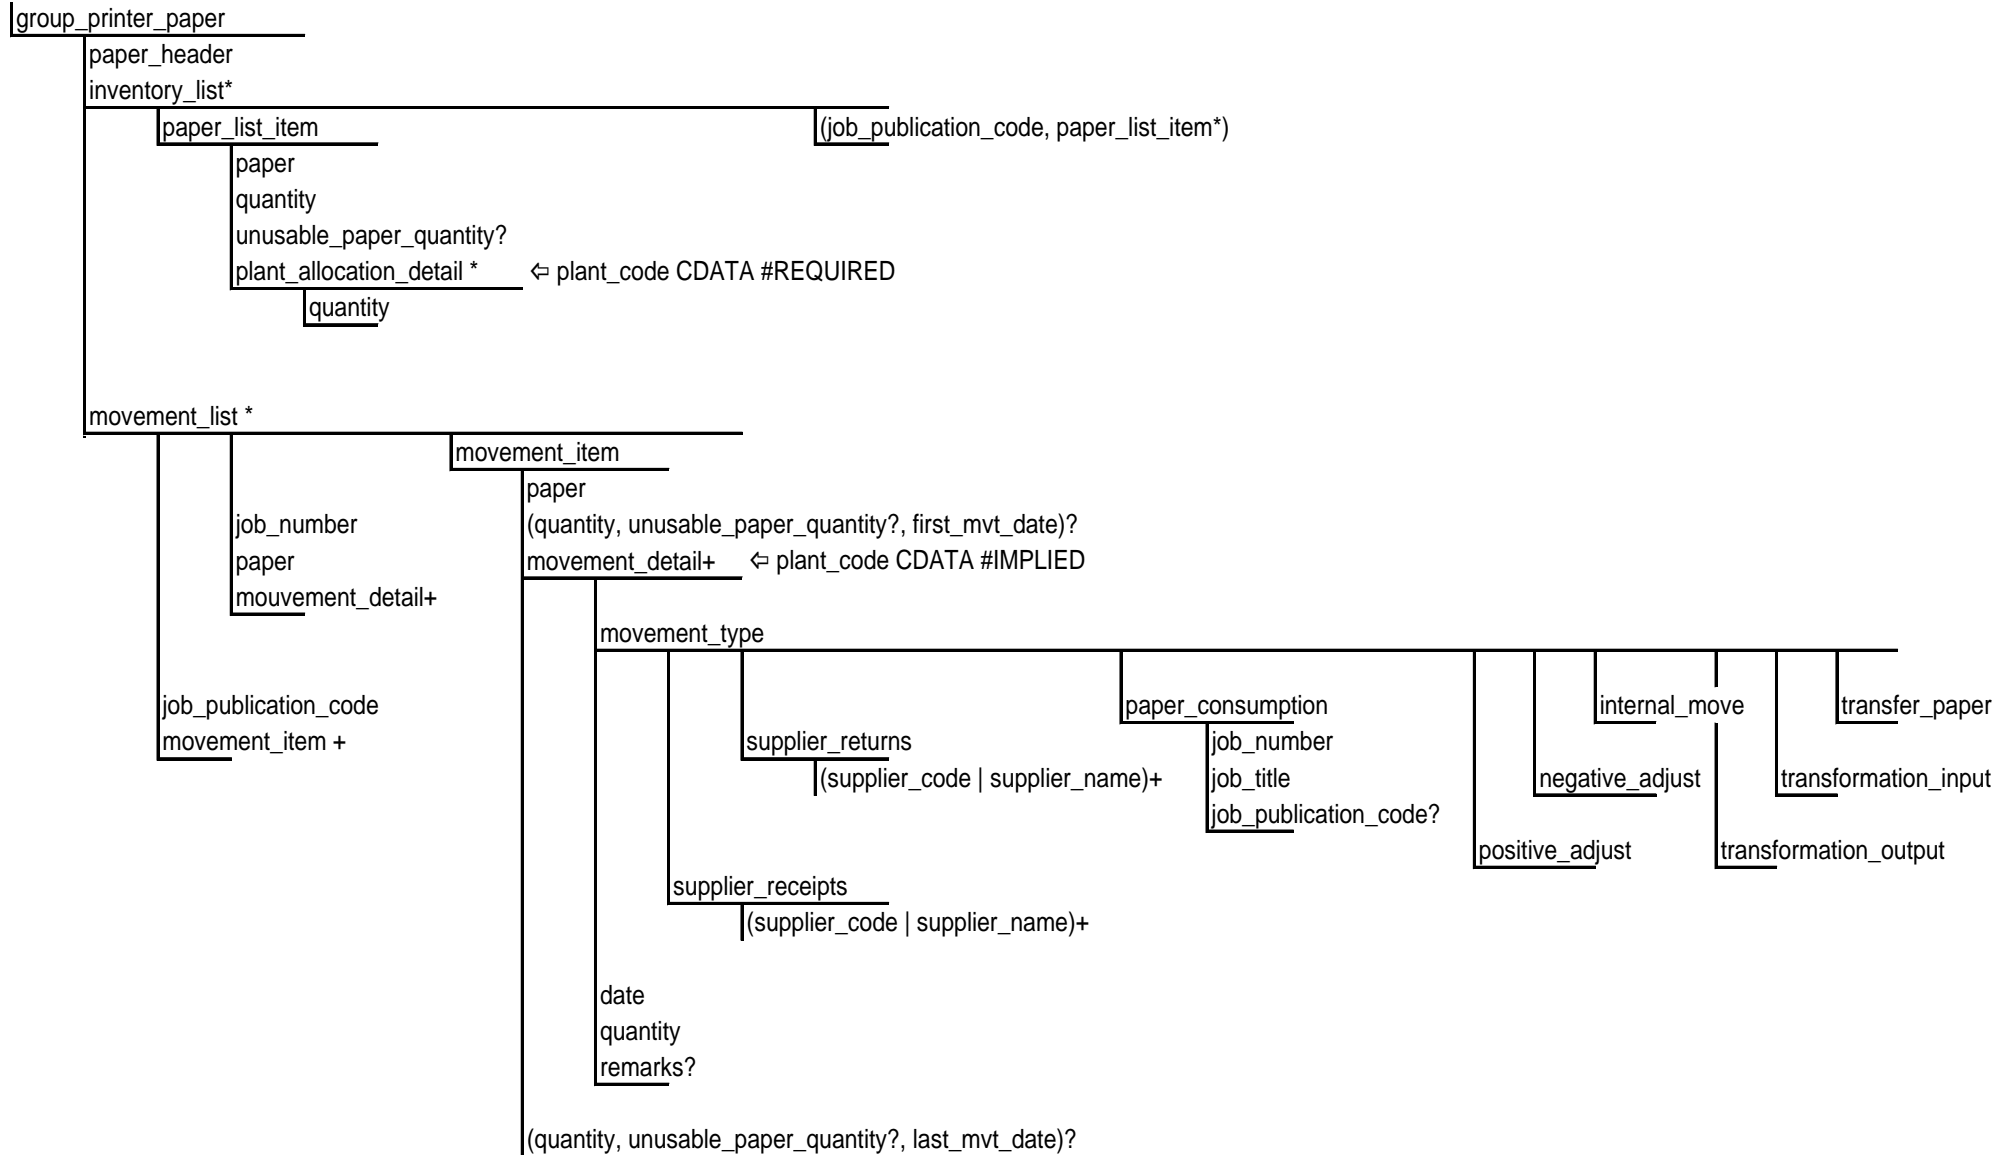 group_printer_paper
paper_header
inventory_list*
paper_list_item
(job_publication_code, paper_list_item*)
paper
quantity
unusable_paper_quantity?
plant_allocation_detail * ⇦ plant_code CDATA #REQUIRED
quantity
movement_list *
movement_item
paper
job_number
(quantity, unusable_paper_quantity?, first_mvt_date)?
paper
movement_detail+ ⇦ plant_code CDATA #IMPLIED
mouvement_detail+
movement_type
job_publication_code
paper_consumption
internal_move
transfer_paper
movement_item +
supplier_returns
job_number
(supplier_code | supplier_name)+
job_title
negative_adjust
transformation_input
job_publication_code?
positive_adjust
transformation_output
supplier_receipts
(supplier_code | supplier_name)+
date
quantity
remarks?
(quantity, unusable_paper_quantity?, last_mvt_date)?